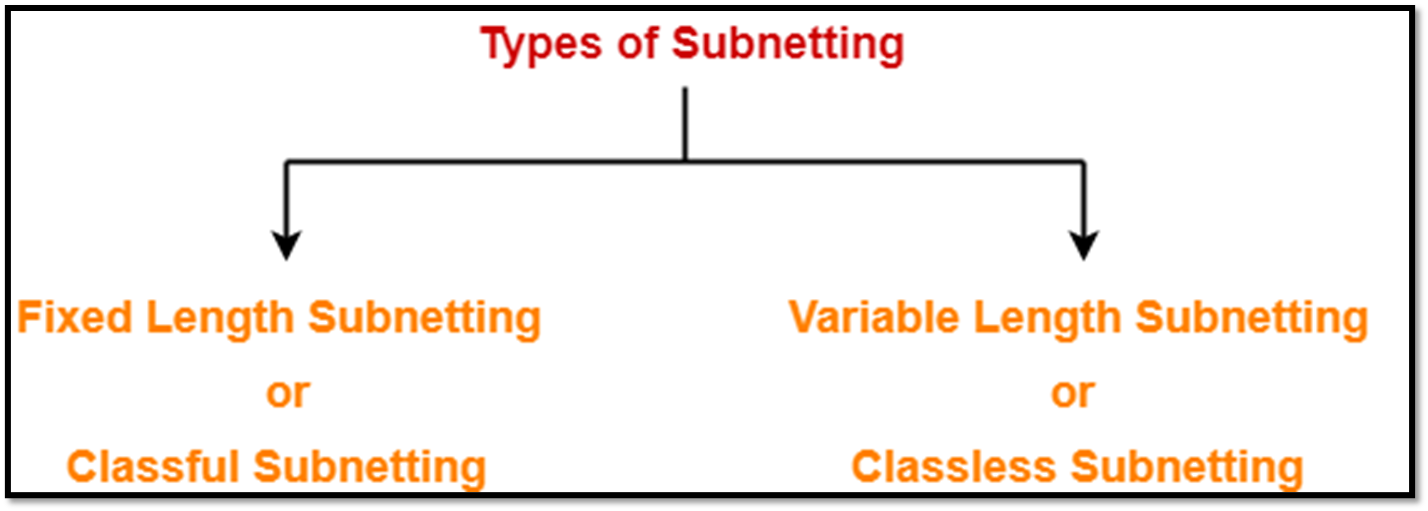 Types of Subnetting
Fixed Length Subnetting
or
Classful Subnetting
Variable Length Subnetting
or
Classless Subnetting